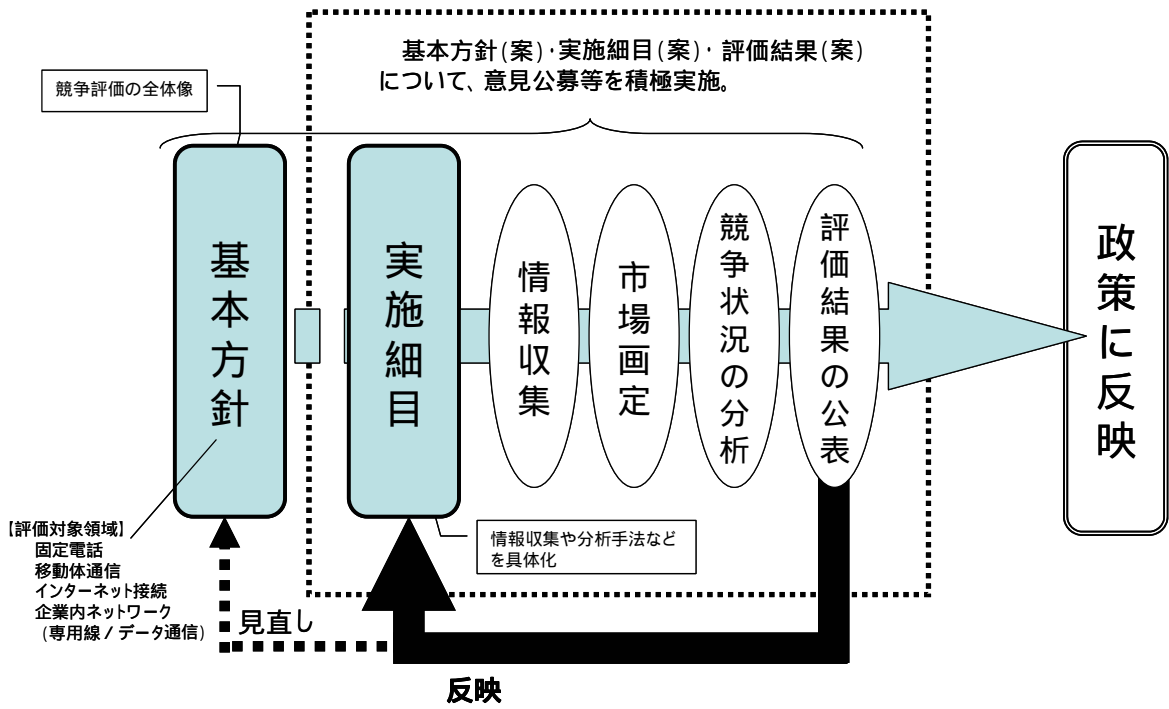 基本方針(案)・実施細目(案)・評価結果(案)
について、意見公募等を積極実施。
競争評価の全体像
基本方針
実施細目
情報収集
市場画定
競争状況の分析
評価結果の公表
政策に反映
【評価対象領域】
固定電話
移動体通信
インターネット接続
企業内ネットワーク
(専用線/データ通信)
情報収集や分析手法など
を具体化
見直し
反映